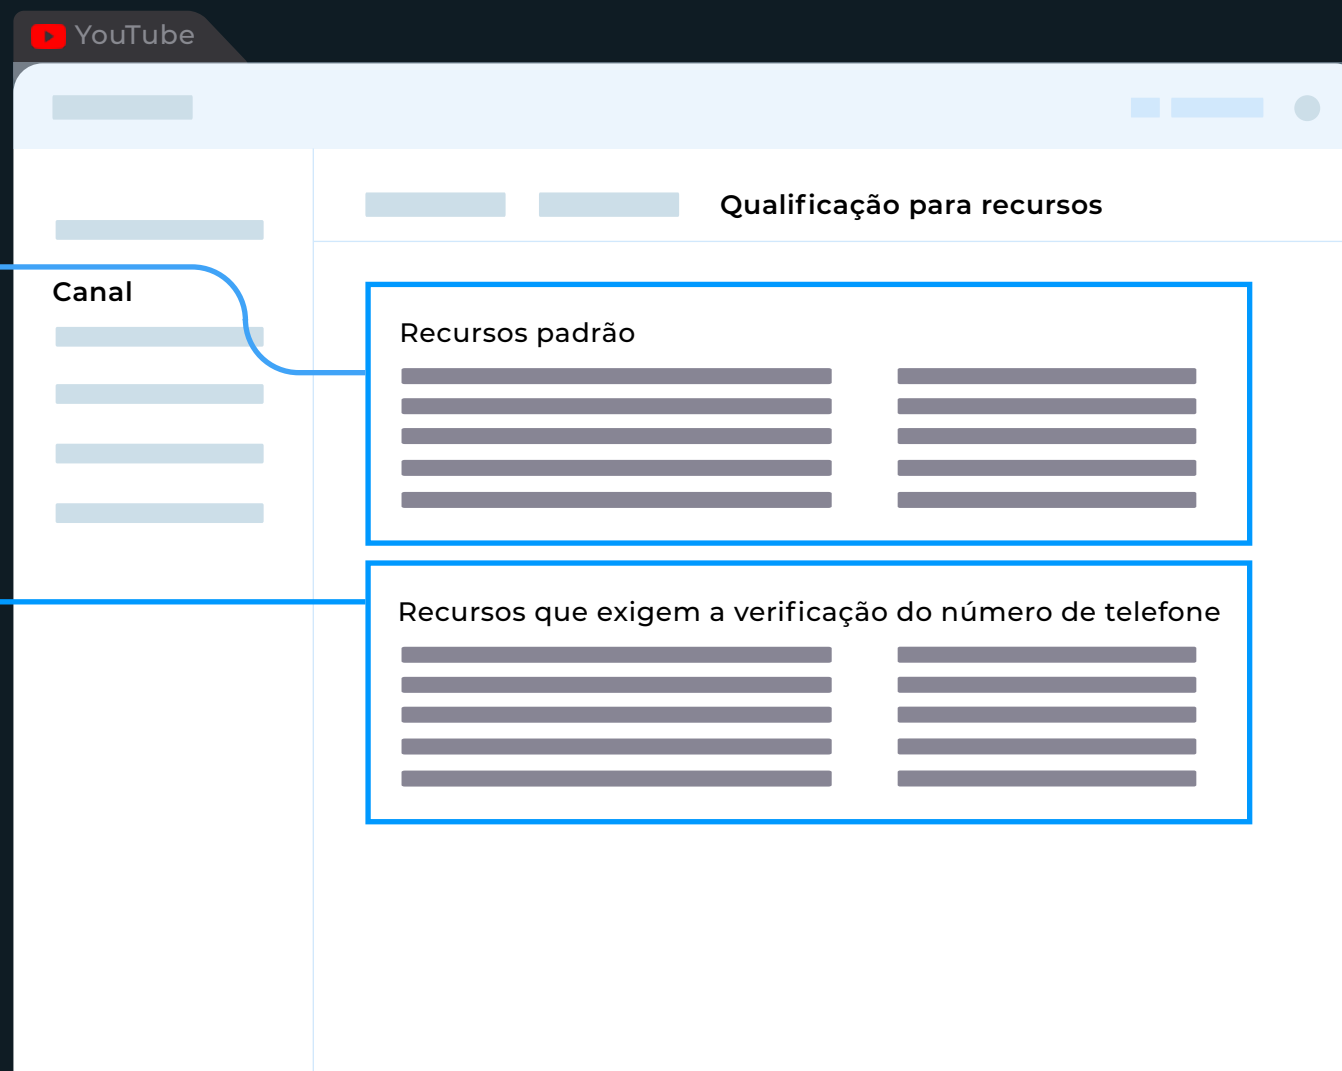 YouTube
Qualificação para recursos
Canal
Recursos padrão
Recursos que exigem a verificação do número de telefone